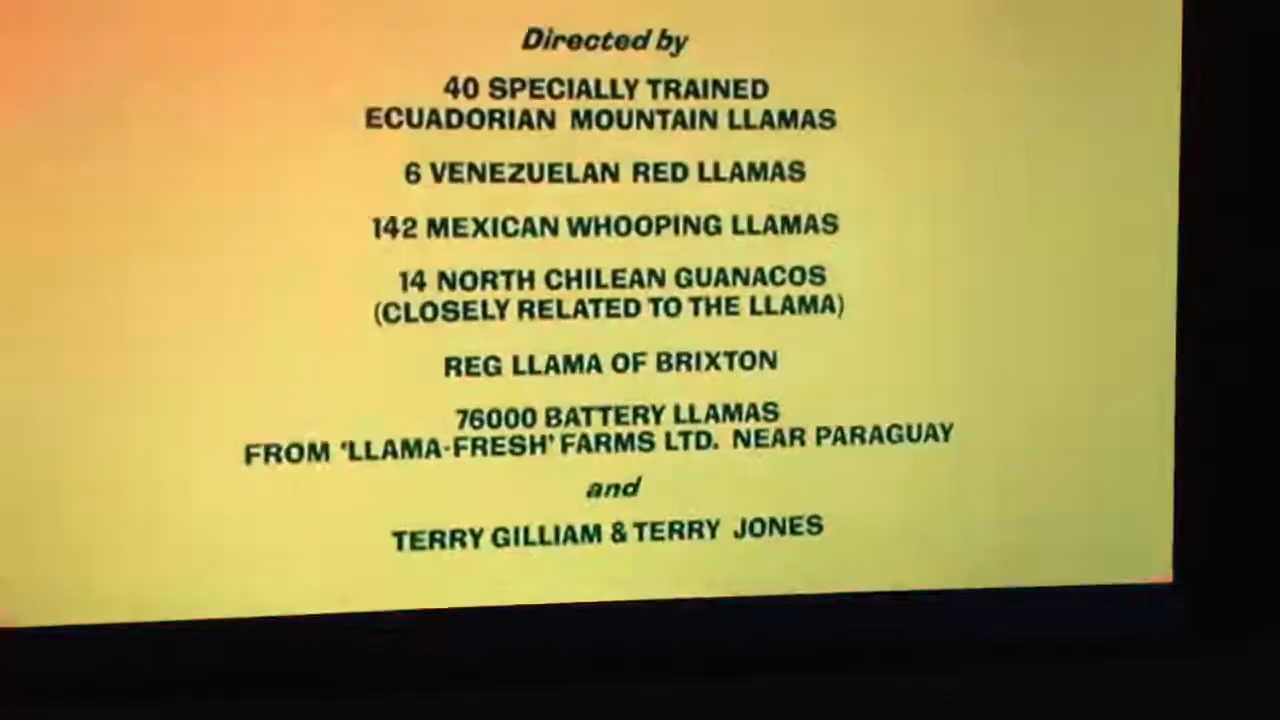 Directed by
40 SPECIALLY TRAINED
ECUADORIAN MOUNTAIN LLAMAS
6 VENEZUELAN RED LLAMAS
142 MEXICAN WHOOPING LLAMAS
14 NORTH CHILEAN GUANACOS
(CLOSELY RELATED TO THE LLAMA)
REG LLAMA OF BRIXTON
76000 BATTERY LLAMAS
FROM 'LLAMA-FRESH' FARMS LTD. NEAR PARAGUAY
and
TERRY GILLIAM & TERRY JONES